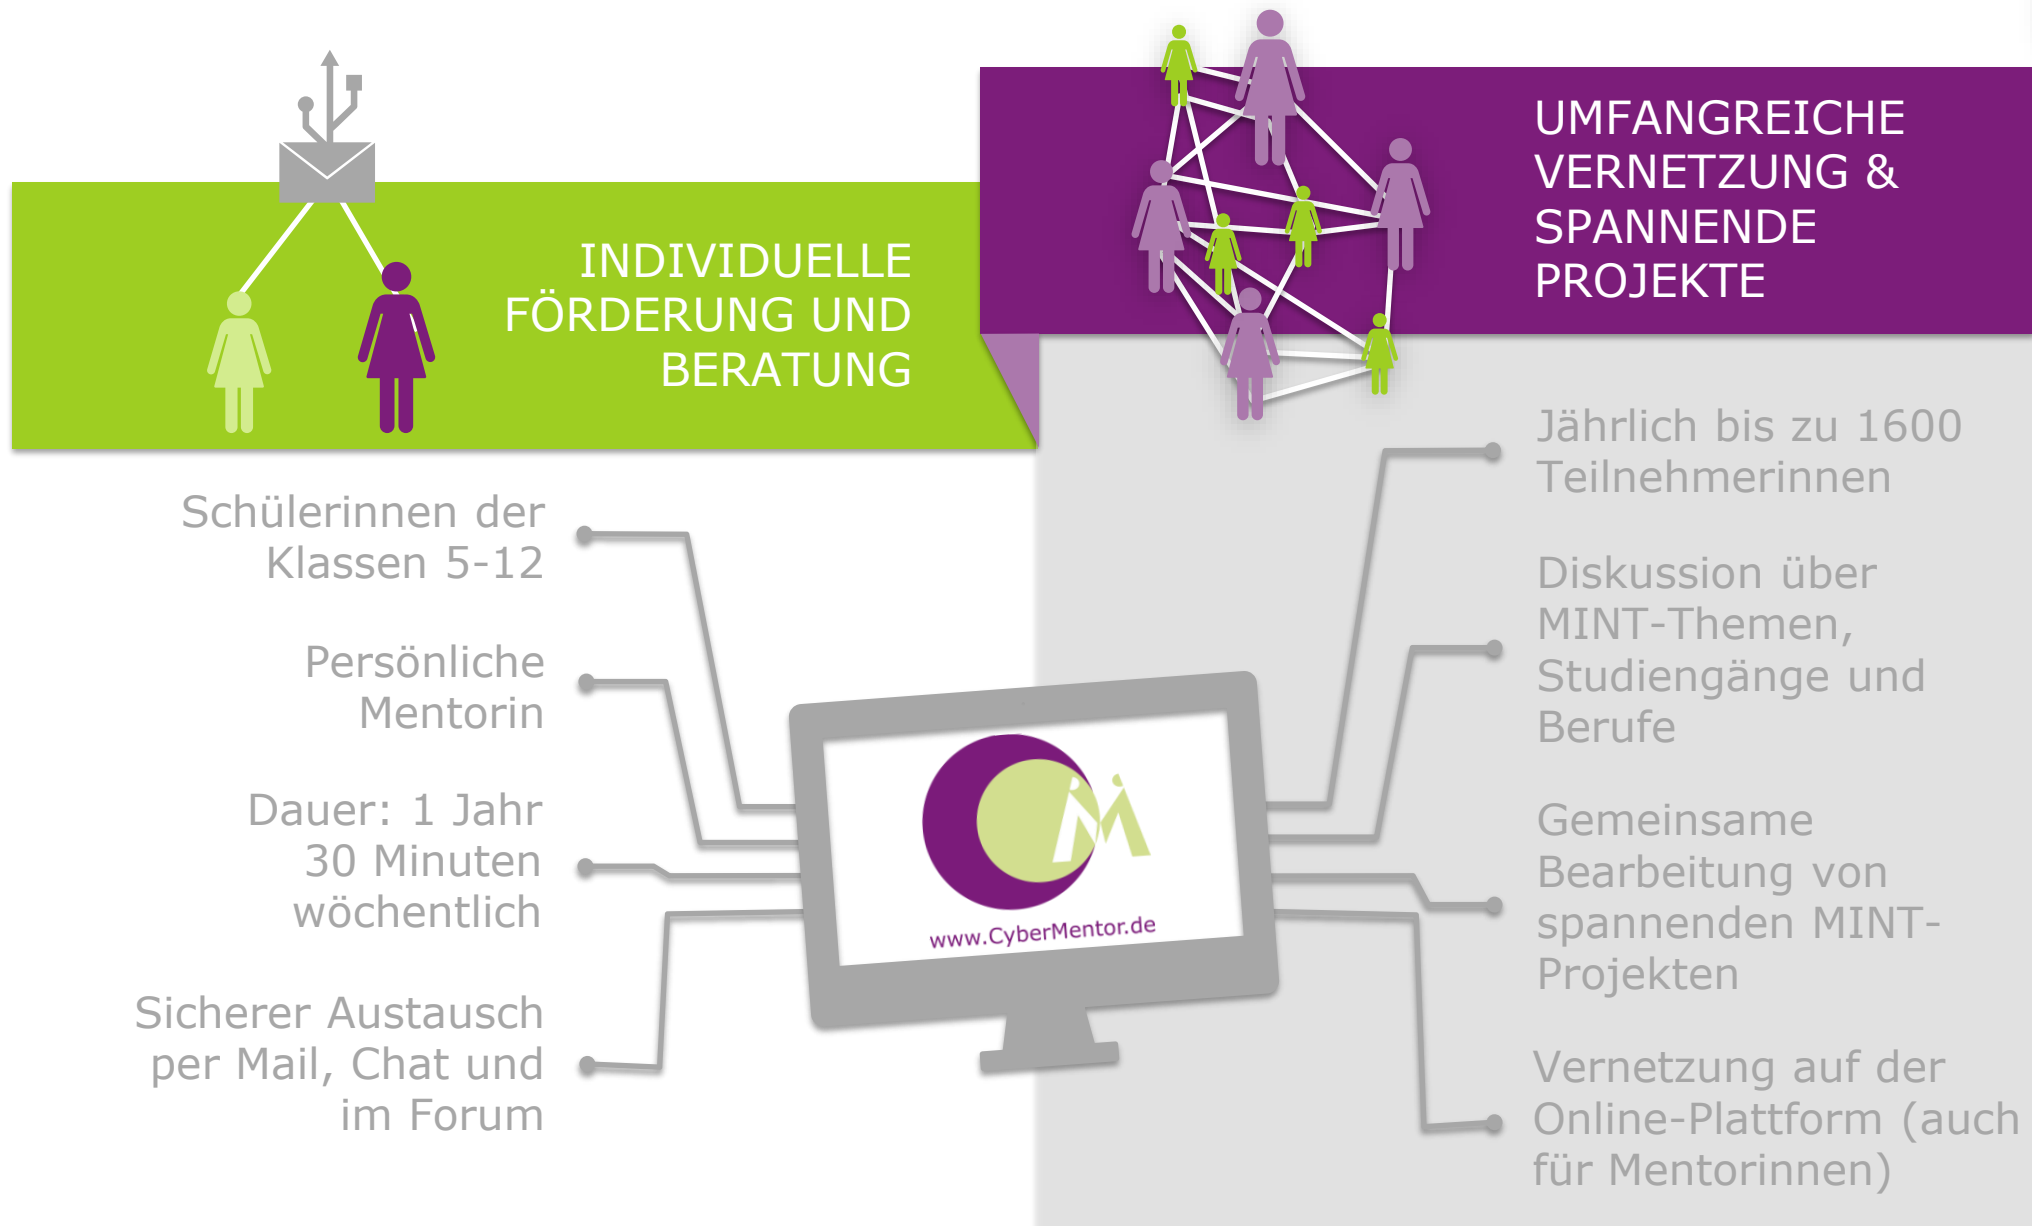 INDIVIDUELLE
FÖRDERUNG UND
BERATUNG
UMFANGREICHE
VERNETZUNG &
SPANNENDE
PROJEKTE
Schülerinnen der
Klassen 5-12
Persönliche
Mentorin
Dauer: 1 Jahr
30 Minuten
wöchentlich
Sicherer Austausch
per Mail, Chat und
im Forum
www.CyberMentor.de
Jährlich bis zu 1600
Teilnehmerinnen
Diskussion über
MINT-Themen,
Studiengänge und
Berufe
Gemeinsame
Bearbeitung von
spannenden MINT-
Projekten
Vernetzung auf der
Online-Plattform (auch
für Mentorinnen)